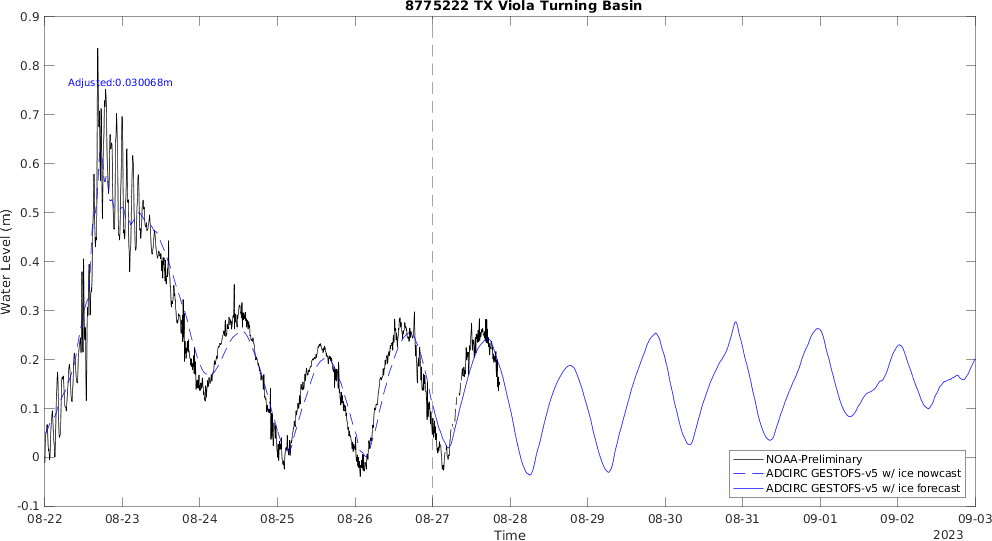 8775222 TX Viola Turning Basin
Adjusted:0.030068m
Water Level (m)
0.9
0.8
0.7
0.6
0.5
0.4
0.3
0.2
0.1
0
-0.1
08-22 08-23 08-24 08-25 08-26 08-27 08-28 08-29 08-30 08-31 09-01 09-02 09-03
Time
2023
NOAA-Preliminary
ADCIRC GESTOFS-v5 w/ ice nowcast
ADCIRC GESTOFS-v5 w/ ice forecast